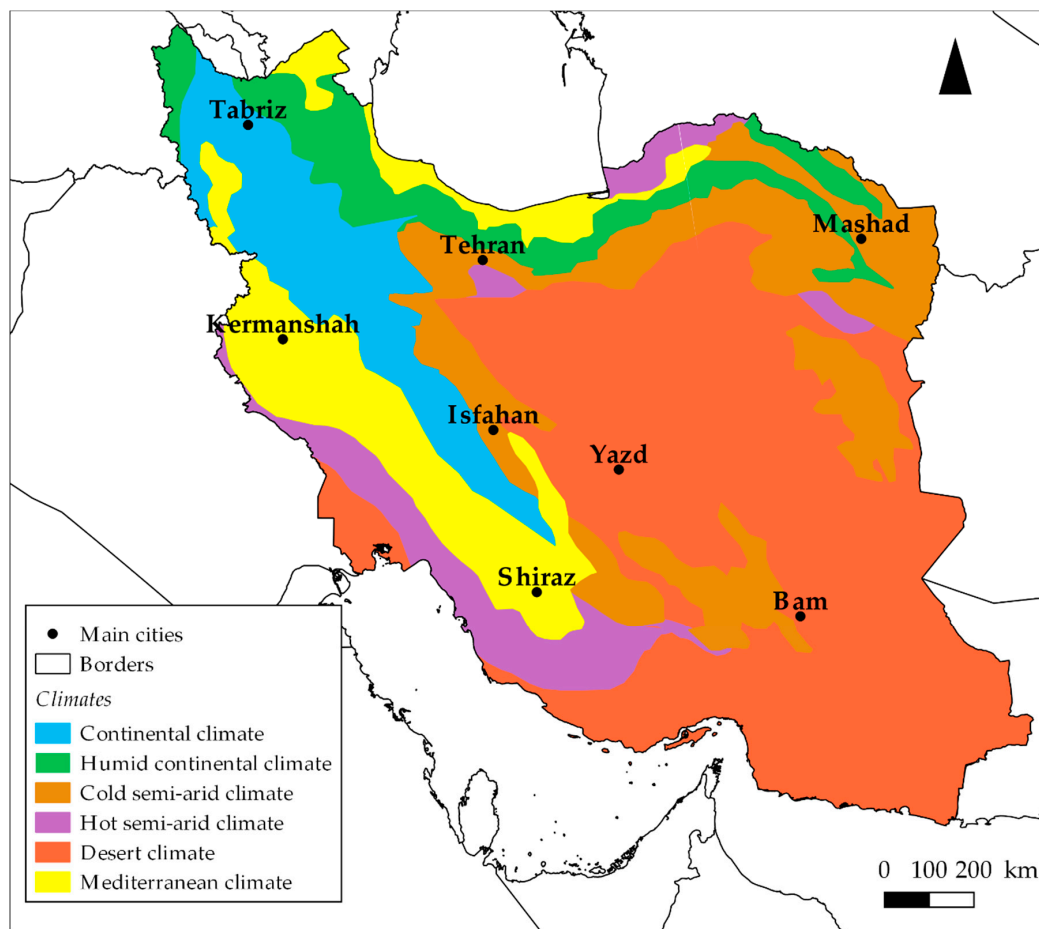 Tabriz
Mashad
Tehran
Kermanshah
Isfahan
Yazd
Shiraz
Bam
Main cities
Borders
Climates
Continental climate
Humid continental climate
Cold semi-arid climate
Hot semi-arid climate
Desert climate
Mediterranean climate
0 100 200 km